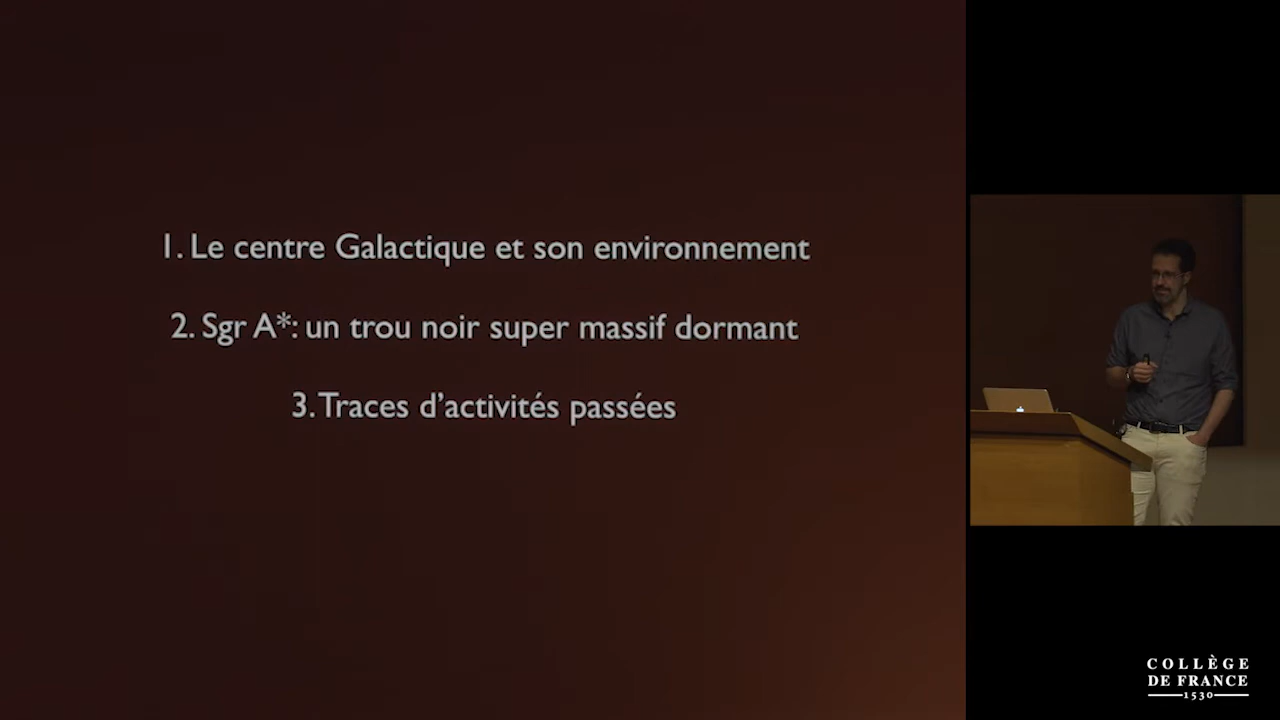 1. Le centre Galactique et son environnement
2. Sgr A*: un trou noir super massif dormant
3. Traces d'activités passées
COLLÈGE
DE FRANCE
1530